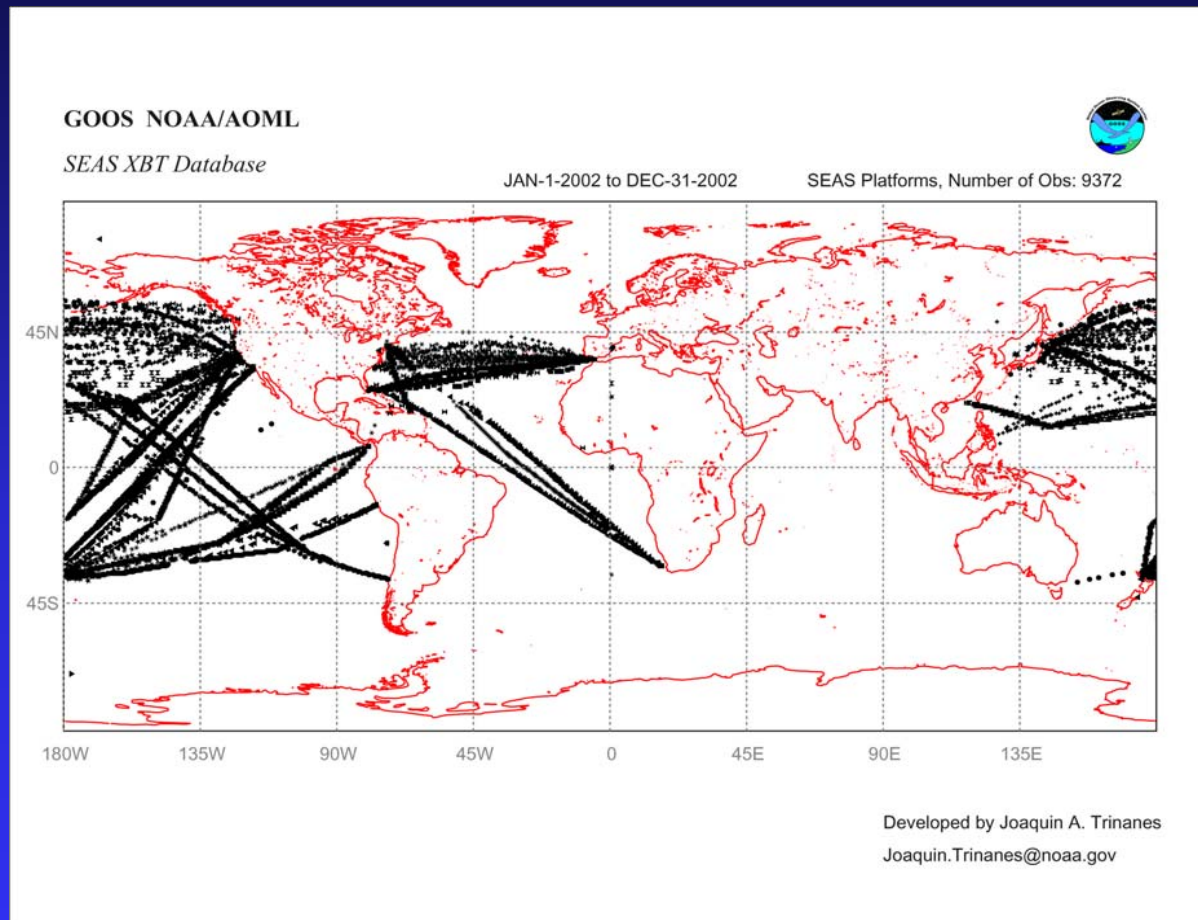 GOOS NOAA/AOML
SEAS XBT Database
JAN-1-2002 to DEC-31-2002 SEAS Platforms, Number of Obs: 9372
45N
0
45S
180W 135W 90W 45W 0 45E 90E 135E
Developed by Joaquin A. Trinanes
Joaquin.Trinanes@noaa.gov